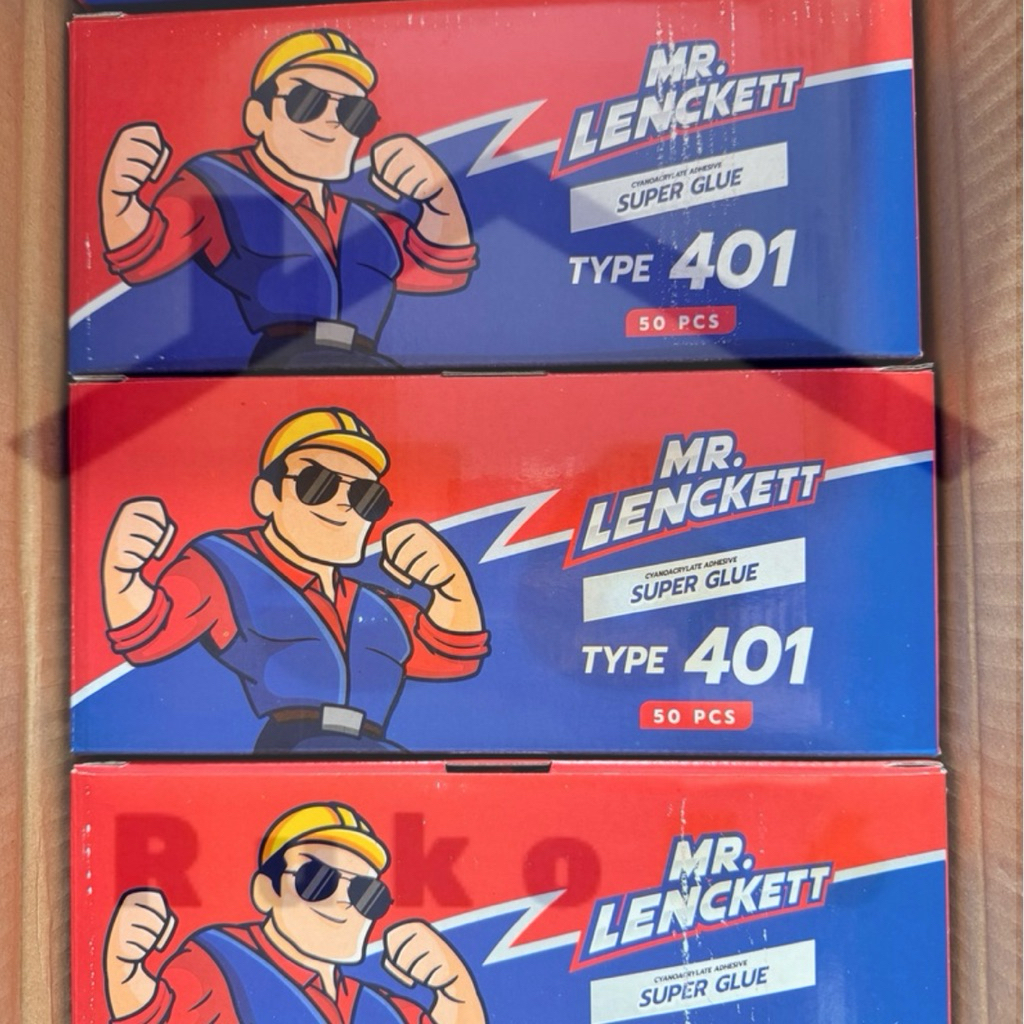 MR.
LENCKETT
CYANOACRYLATE ADHESIVE
SUPER GLUE
TYPE 401
50 PCS
MR.
LENCKETT
CYANOACRYLATE ADHESIVE
SUPER GLUE
TYPE 401
50 PCS
MR.
LENCKETT
CYANOACRYLATE ADHESIVE
SUPER GLUE